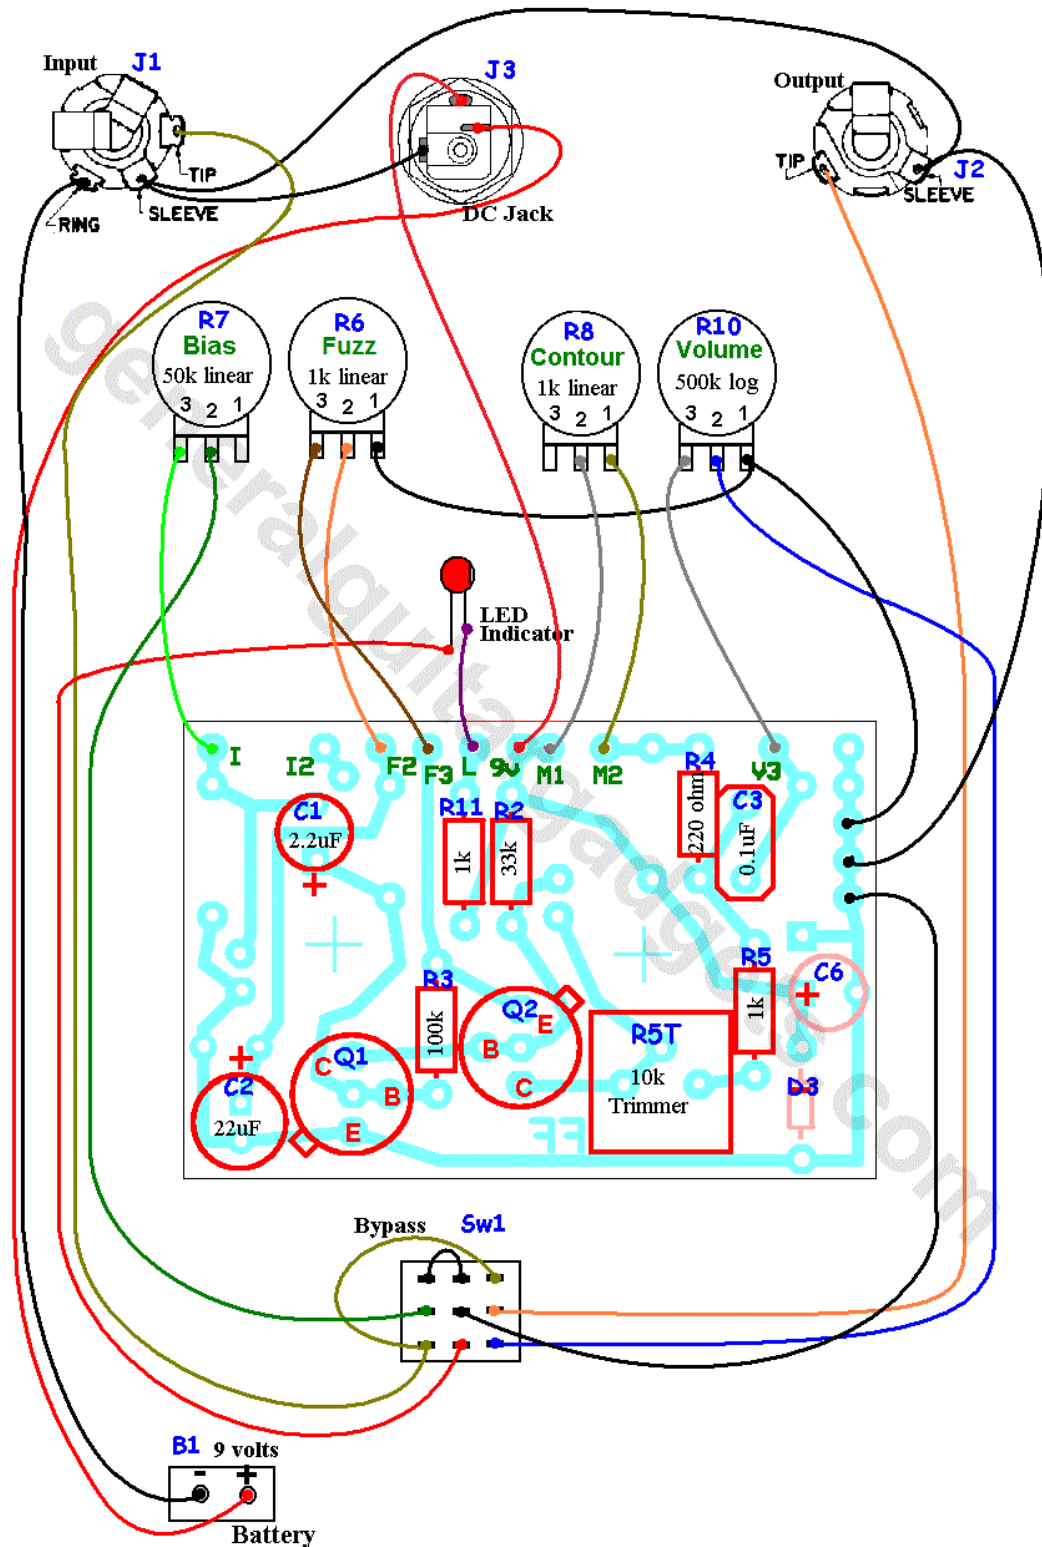 Input
J1
TIP
RING
SLEEVE
J3
DC Jack
Output
TIP
J2
SLEEVE
R7
Bias
50k linear
3 2 1
R6
Fuzz
1k linear
3 2 1
R8
Contour
1k linear
3 2 1
R10
Volume
500k log
3 2 1
LED
Indicator
generalguitargadgets.com
I
I2
F2
F3
L
9v
M1
M2
V3
C1
2.2uF
+
R11
1k
R2
33k
R4
220 ohm
C3
0.1uF
R3
100k
Q2
E
B
C
Q1
C
B
E
R5T
10k
Trimmer
R5
1k
C6
+
D3
+
C2
22uF
FF
Bypass
Sw1
B1
9 volts
- +
Battery